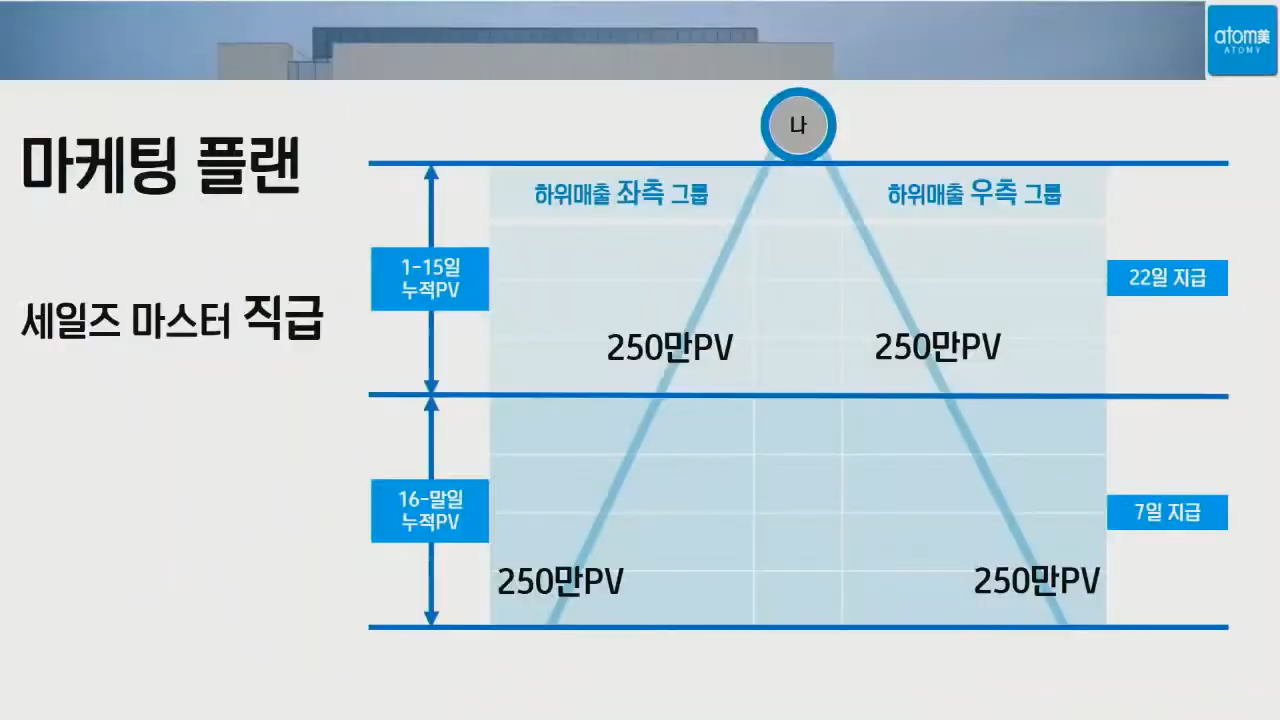 atom美
ATOMY
나
마케팅 플랜
하위매출 좌측 그룹
하위매출 우측 그룹
1-15일
누적PV
22일 지급
세일즈 마스터 직급
250만PV
250만PV
16-말일
누적PV
7일 지급
250만PV
250만PV